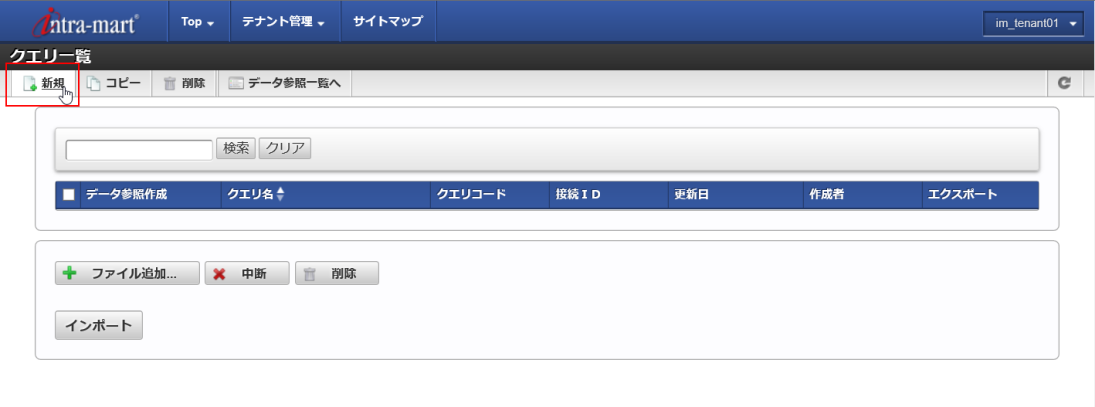 intra-mart Top テナント管理 サイトマップ im_tenant01
クエリ一覧
新規 コピー 削除 データ参照一覧へ
検索 クリア
データ参照作成 クエリ名 クエリコード 接続ＩＤ 更新日 作成者 エクスポート
ファイル追加... 中断 削除
インポート